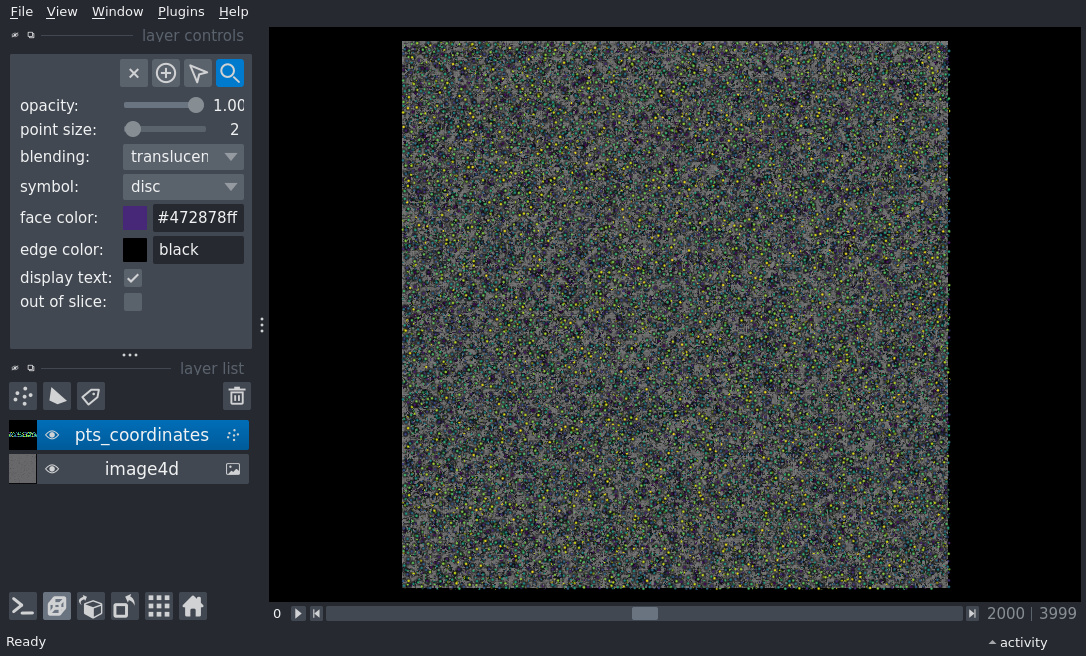 File View Window Plugins Help
layer controls
opacity: 1.00
point size: 2
blending: translucen
symbol: disc
face color: #472878ff
edge color: black
display text:
out of slice:
layer list
pts_coordinates
image4d
0 2000 | 3999
Ready
activity